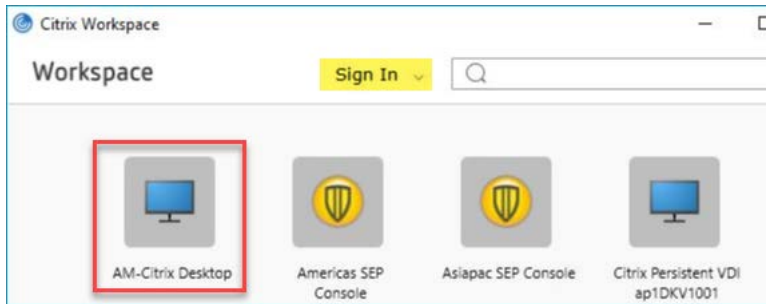 Citrix Workspace
Workspace
Sign In
AM-Citrix Desktop
Americas SEP
Console
Asiapac SEP Console
Citrix Persistent VDI
ap1DKV1001